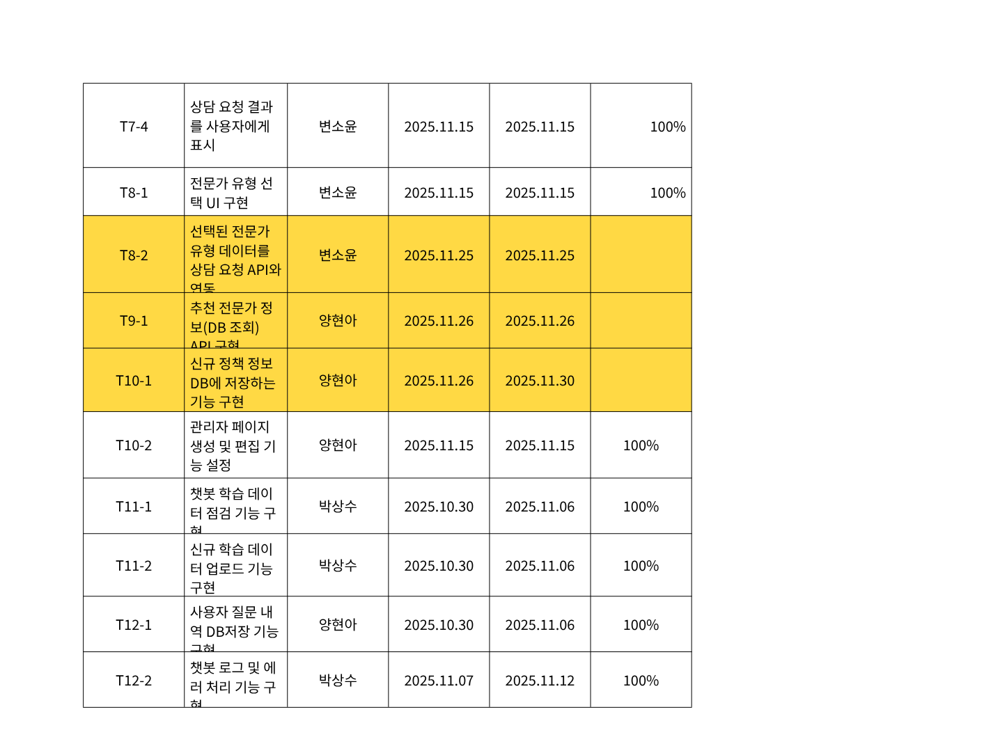 T7-4
상담 요청 결과
를 사용자에게
표시
변소윤
2025.11.15
2025.11.15
100%
T8-1
전문가 유형 선
택 UI 구현
변소윤
2025.11.15
2025.11.15
100%
T8-2
선택된 전문가
유형 데이터를
상담 요청 API와
연동
변소윤
2025.11.25
2025.11.25
T9-1
추천 전문가 정
보(DB 조회)
API 구현
양현아
2025.11.26
2025.11.26
T10-1
신규 정책 정보
DB에 저장하는
기능 구현
양현아
2025.11.26
2025.11.30
T10-2
관리자 페이지
생성 및 편집 기
능 설정
양현아
2025.11.15
2025.11.15
100%
T11-1
챗봇 학습 데이
터 점검 기능 구
현
박상수
2025.10.30
2025.11.06
100%
T11-2
신규 학습 데이
터 업로드 기능
구현
박상수
2025.10.30
2025.11.06
100%
T12-1
사용자 질문 내
역 DB저장 기능
구현
양현아
2025.10.30
2025.11.06
100%
T12-2
챗봇 로그 및 에
러 처리 기능 구
현
박상수
2025.11.07
2025.11.12
100%